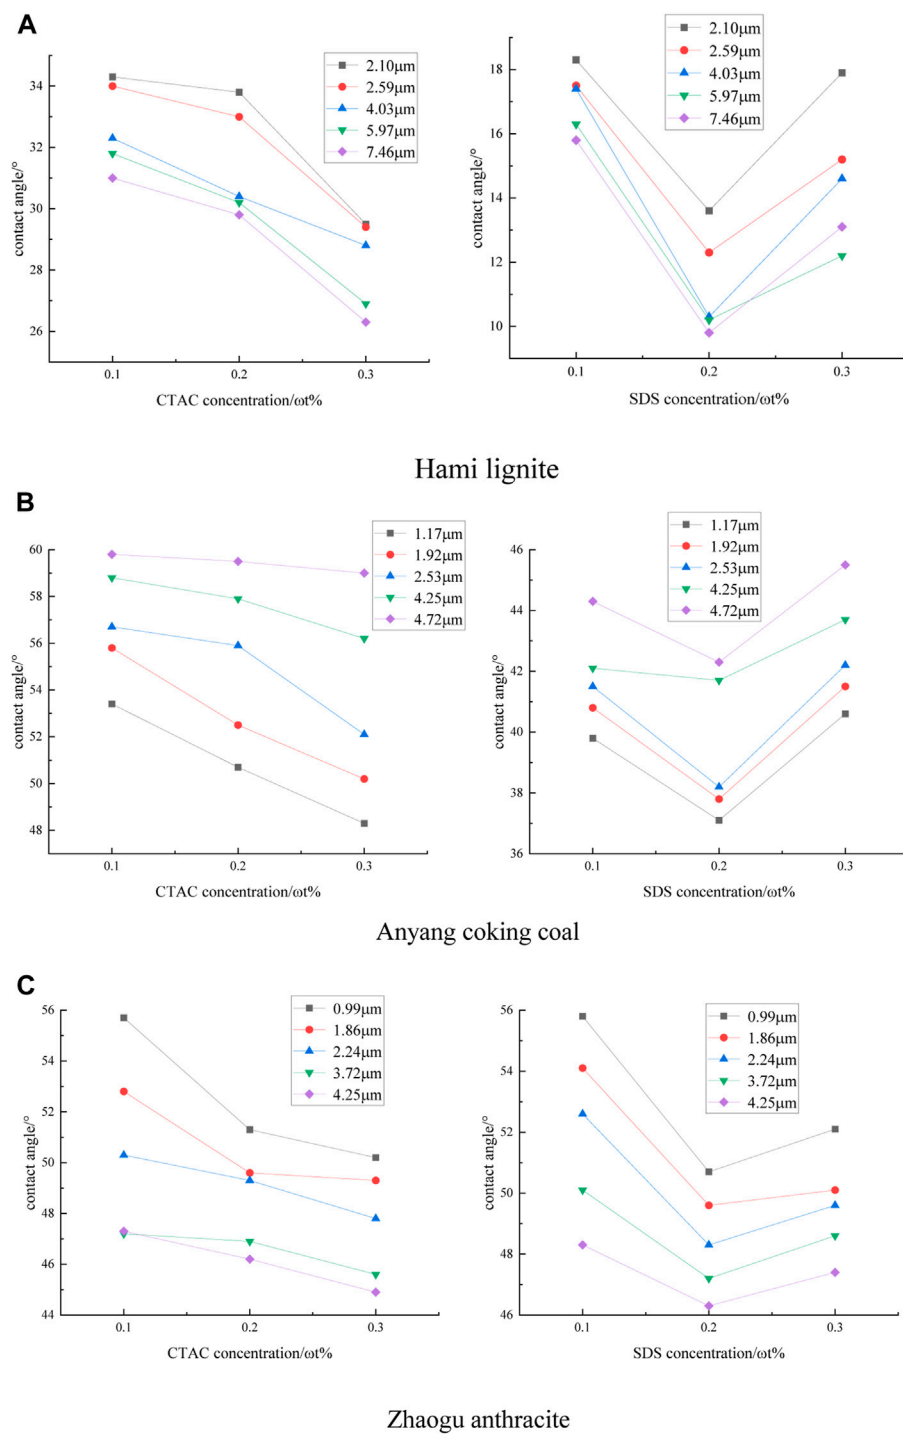 A
2.10μm
2.59μm
4.03μm
5.97μm
7.46μm
34
32
30
28
26
contact angle/°
0.1 0.2 0.3
CTAC concentration/ωt%
2.10μm
2.59μm
4.03μm
5.97μm
7.46μm
18
16
14
12
10
contact angle/°
0.1 0.2 0.3
SDS concentration/ωt%
Hami lignite
B
1.17μm
1.92μm
2.53μm
4.25μm
4.72μm
60
58
56
54
52
50
48
contact angle/°
0.1 0.2 0.3
CTAC concentration/ωt%
1.17μm
1.92μm
2.53μm
4.25μm
4.72μm
46
44
42
40
38
36
contact angle/°
0.1 0.2 0.3
SDS concentration/ωt%
Anyang coking coal
C
0.99μm
1.86μm
2.24μm
3.72μm
4.25μm
56
54
52
50
48
46
44
contact angle/°
0.1 0.2 0.3
CTAC concentration/ωt%
0.99μm
1.86μm
2.24μm
3.72μm
4.25μm
56
54
52
50
48
46
contact angle/°
0.1 0.2 0.3
SDS concentration/ωt%
Zhaogu anthracite